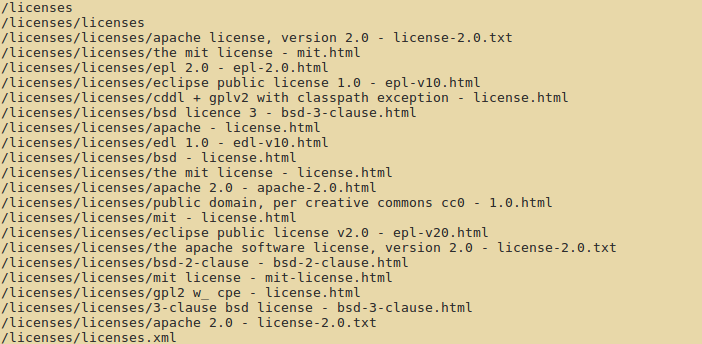 /licenses
/licenses/licenses
/licenses/licenses/apache license, version 2.0 - license-2.0.txt
/licenses/licenses/the mit license - mit.html
/licenses/licenses/epl 2.0 - epl-2.0.html
/licenses/licenses/eclipse public license 1.0 - epl-v10.html
/licenses/licenses/cddl + gplv2 with classpath exception - license.html
/licenses/licenses/bsd licence 3 - bsd-3-clause.html
/licenses/licenses/apache - license.html
/licenses/licenses/edl 1.0 - edl-v10.html
/licenses/licenses/bsd - license.html
/licenses/licenses/the mit license - license.html
/licenses/licenses/apache 2.0 - apache-2.0.html
/licenses/licenses/public domain, per creative commons cc0 - 1.0.html
/licenses/licenses/mit - license.html
/licenses/licenses/eclipse public license v2.0 - epl-v20.html
/licenses/licenses/the apache software license, version 2.0 - license-2.0.txt
/licenses/licenses/bsd-2-clause - bsd-2-clause.html
/licenses/licenses/mit license - mit-license.html
/licenses/licenses/gpl2 w_ cpe - license.html
/licenses/licenses/3-clause bsd license - bsd-3-clause.html
/licenses/licenses/apache 2.0 - license-2.0.txt
/licenses/licenses.xml